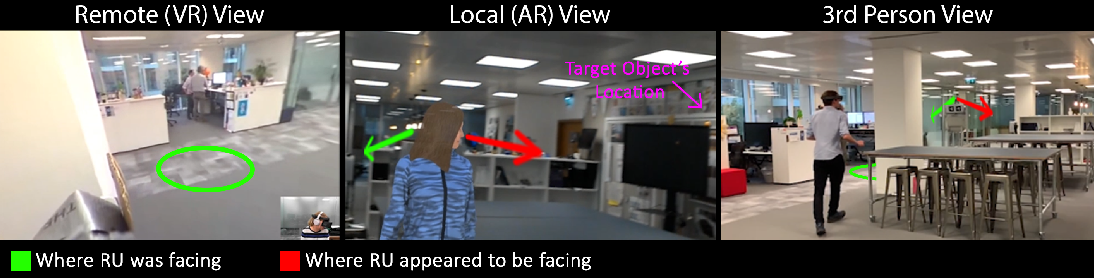 Remote (VR) View
Local (AR) View
3rd Person View
Target Object's
Location
Where RU was facing
Where RU appeared to be facing